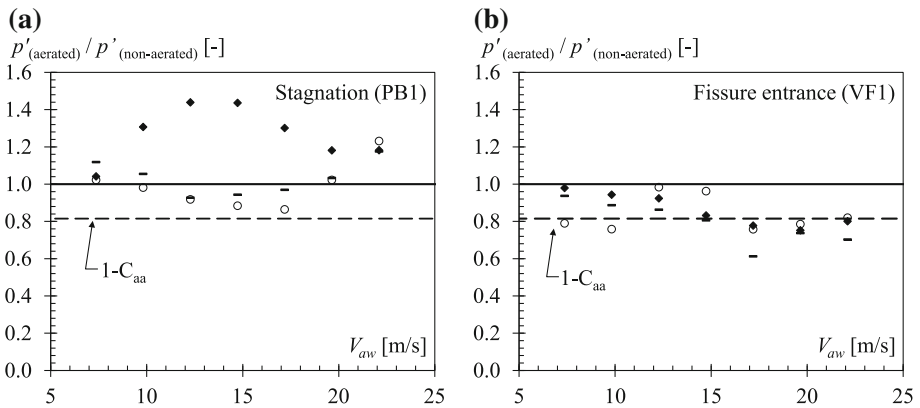 (a)
p'(aerated) / p'(non-aerated) [-]
1.6
1.4
1.2
1.0
0.8
0.6
0.4
0.2
0.0
Stagnation (PB1)
1-Caa
Vaw [m/s]
5 10 15 20 25
(b)
p'(aerated) / p'(non-aerated) [-]
1.6
1.4
1.2
1.0
0.8
0.6
0.4
0.2
0.0
Fissure entrance (VF1)
1-Caa
Vaw [m/s]
5 10 15 20 25